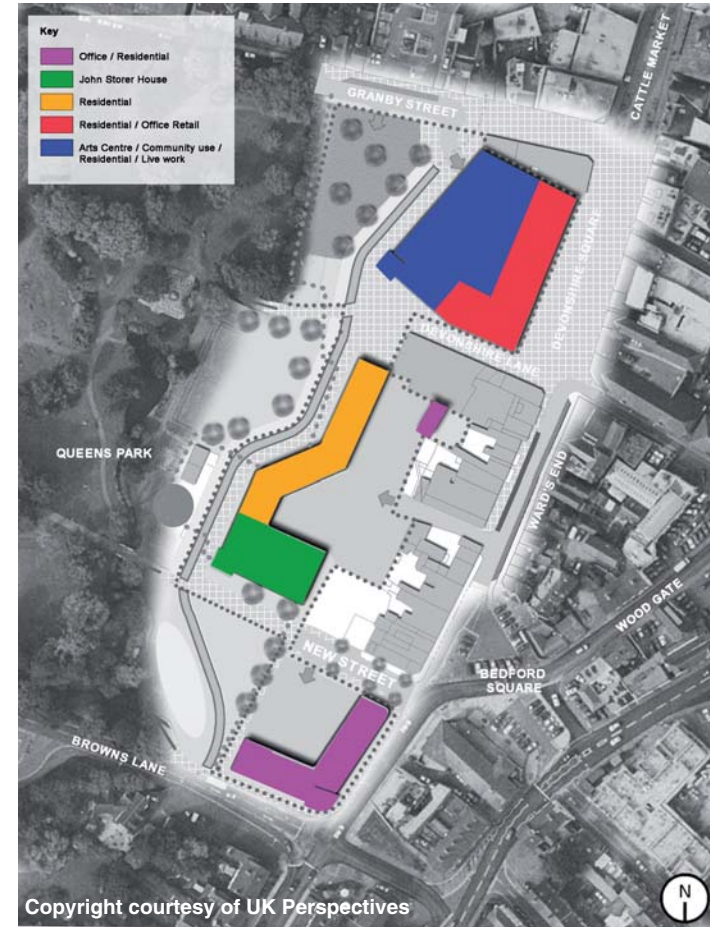 Key
Office / Residential
John Storer House
Residential
Residential / Office Retail
Arts Centre / Community use /
Residential / Live work
CATTLE MARKET
GRANBY STREET
DEVONSHIRE SQUARE
DEVONSHIRE LANE
QUEENS PARK
WARD'S END
WOOD GATE
NEW STREET
BEDFORD
SQUARE
BROWNS LANE
N
Copyright courtesy of UK Perspectives